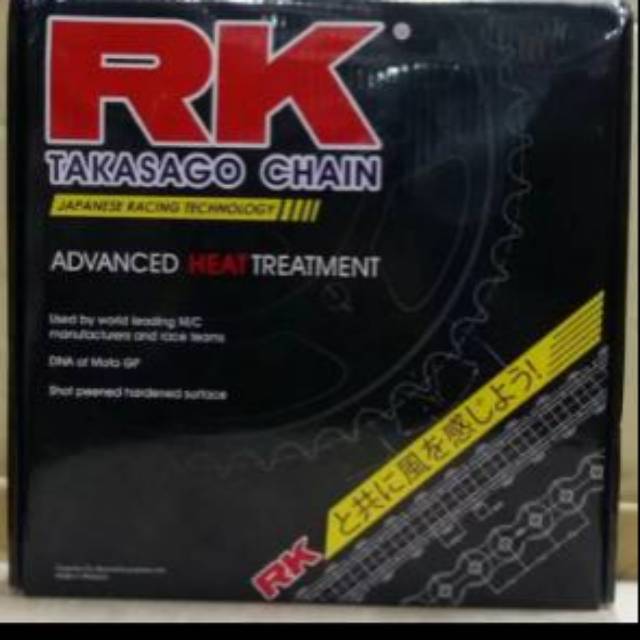 RK®
TAKASAGO CHAIN
JAPANESE RACING TECHNOLOGY
ADVANCED HEAT TREATMENT
Used by world leading M/C
manufacturers and race teams
DNA of Moto GP
Shot peened hardened surface
と共に風を感じよう!
RK